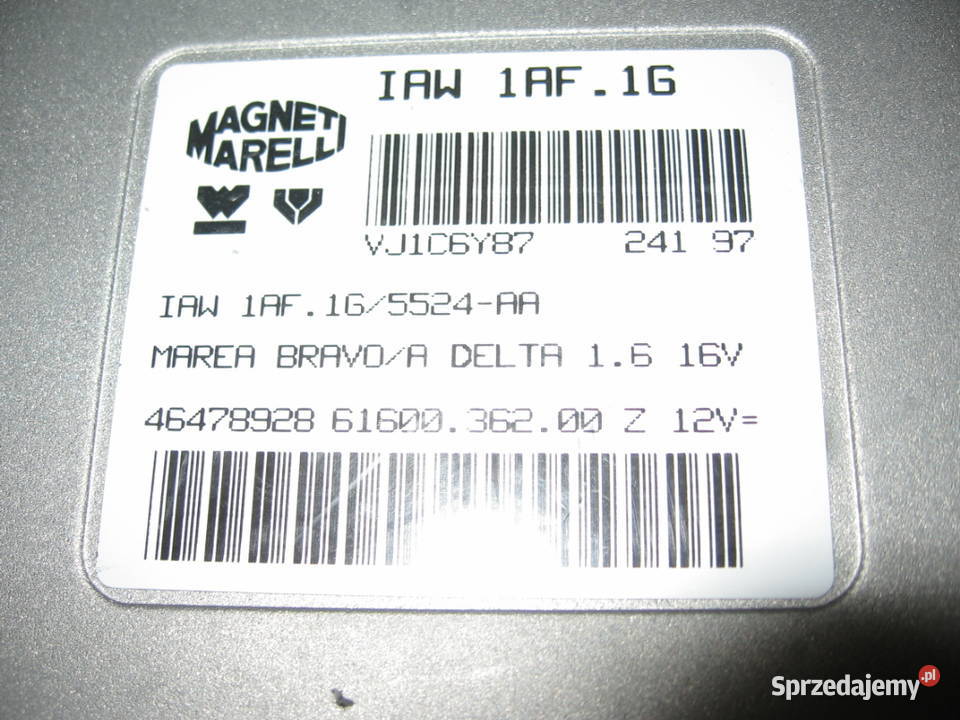 IAW 1AF.1G
MAGNETI
MARELLI
VJ1C6Y87 241 97
IAW 1AF.1G/5524-AA
MAREA BRAVO/A DELTA 1.6 16V
46478928 61600.362.00 Z 12V=
Sprzedajemy.pl